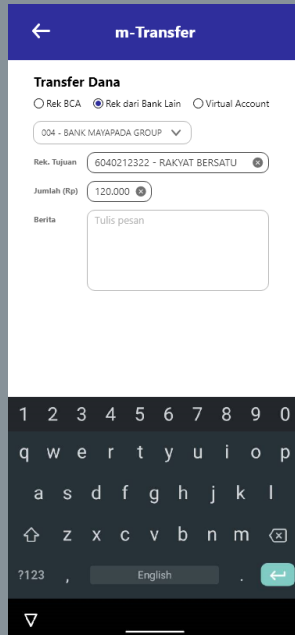 m-Transfer
Transfer Dana
Rek BCA Rek dari Bank Lain Virtual Account
004 - BANK MAYAPADA GROUP
Rek. Tujuan 6040212322 - RAKYAT BERSATU
Jumlah (Rp) 120.000
Berita Tulis pesan
1 2 3 4 5 6 7 8 9 0
q w e r t y u i o p
a s d f g h j k l
z x c v b n m
?123 , English .